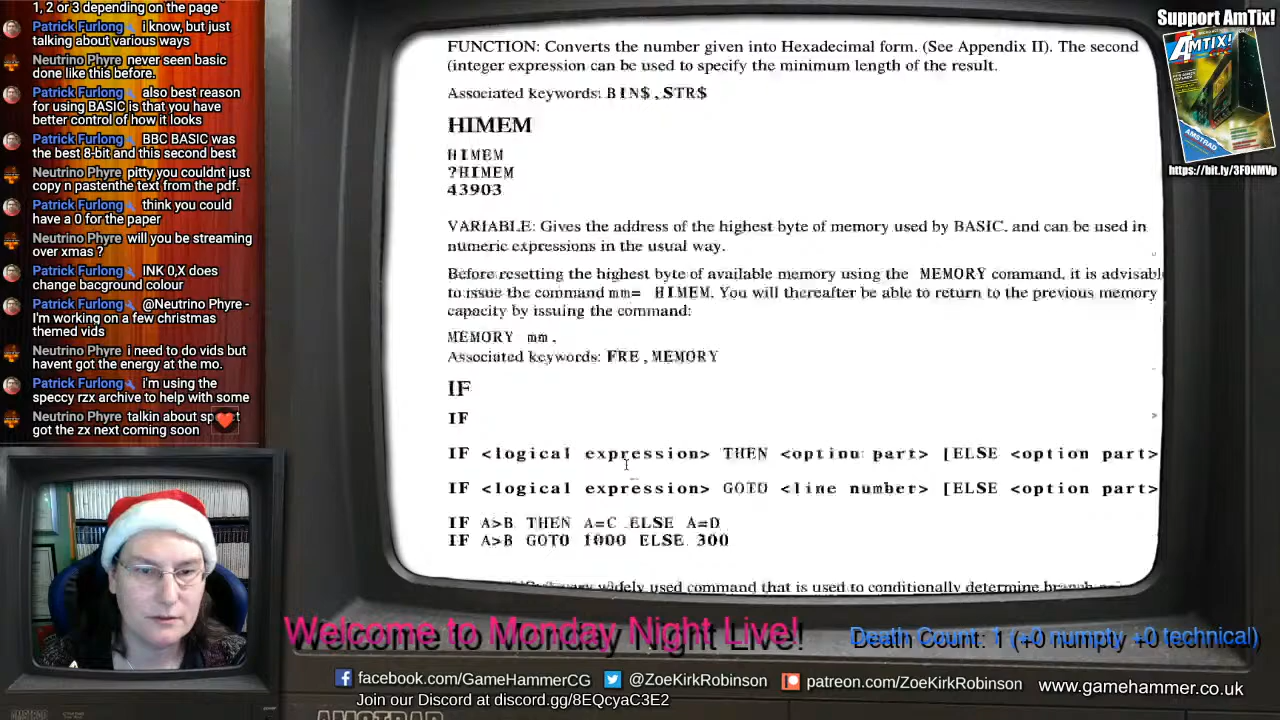 1, 2 or 3 depending on the page
Patrick Furlong i know, but just
talking about various ways
Neutrino Phyre never seen basic
done like this before.
Patrick Furlong also best reason
for using BASIC is that you have
better control of how it looks
Patrick Furlong BBC BASIC was
the best 8-bit and this second best
Neutrino Phyre pitty you couldnt just
copy n pastenthe text from the pdf.
Patrick Furlong think you could
have a 0 for the paper
Neutrino Phyre will you be streaming
over xmas ?
Patrick Furlong INK 0,X does
change bacground colour
Patrick Furlong @Neutrino Phyre -
I'm working on a few christmas
themed vids
Neutrino Phyre i need to do vids but
havent got the energy at the mo.
Patrick Furlong i'm using the
speccy rzx archive to help with some
Neutrino Phyre talkin about
got the zx next coming soon
FUNCTION: Converts the number given into Hexadecimal form. (See Appendix II). The second
(integer expression can be used to specify the minimum length of the result.
Associated keywords: BIN$, STR$
HIMEM
HIMEM
?HIMEM
43903
VARIABLE: Gives the address of the highest byte of memory used by BASIC. and can be used in
numeric expressions in the usual way.
Before resetting the highest byte of available memory using the MEMORY command, it is advisabl
to issue the command mm= HIMEM. You will thereafter be able to return to the previous memory
capacity by issuing the command:
MEMORY mm.
Associated keywords: FRE, MEMORY
IF
IF
IF <logical expression> THEN <option part> [ELSE <option part>
IF <logical expression> GOTO <line number> [ELSE <option part>
IF A>B THEN A=C ELSE A=D
IF A>B GOTO 1000 ELSE 300
widely used command that is used to conditionally determine
Support AmTix!
AMTIX!
AMSTRAD
https://bit.ly/3F0NMVp
Welcome to Monday Night Live!
Death Count: 1 (+0 numpty +0 technical)
facebook.com/GameHammerCG @ZoeKirkRobinson patreon.com/ZoeKirkRobinson www.gamehammer.co.uk
Join our Discord at discord.gg/8EQcyaC3E2
AMSTRAD